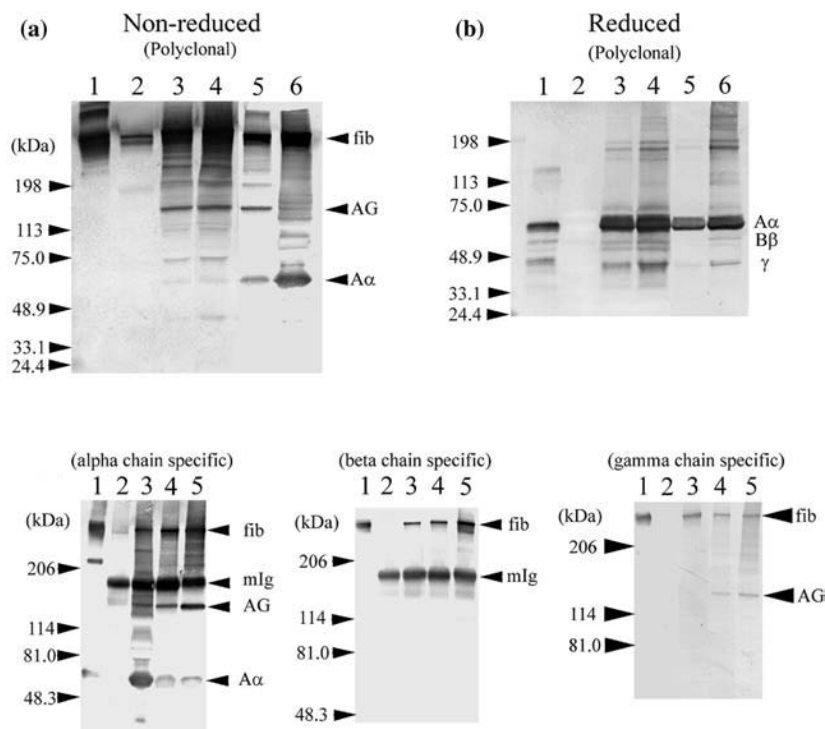 (a) Non-reduced
(Polyclonal)
1 2 3 4 5 6
(kDa)
fib
198
AG
113
75.0
Aα
48.9
33.1
24.4
(b) Reduced
(Polyclonal)
1 2 3 4 5 6
198
113
75.0
Aα
Bβ
48.9
γ
33.1
24.4
(alpha chain specific)
1 2 3 4 5
(kDa)
fib
206
mIg
AG
114
81.0
Aα
48.3
(beta chain specific)
1 2 3 4 5
(kDa)
fib
206
mIg
114
81.0
48.3
(gamma chain specific)
1 2 3 4 5
(kDa)
fib
206
AG
114
81.0